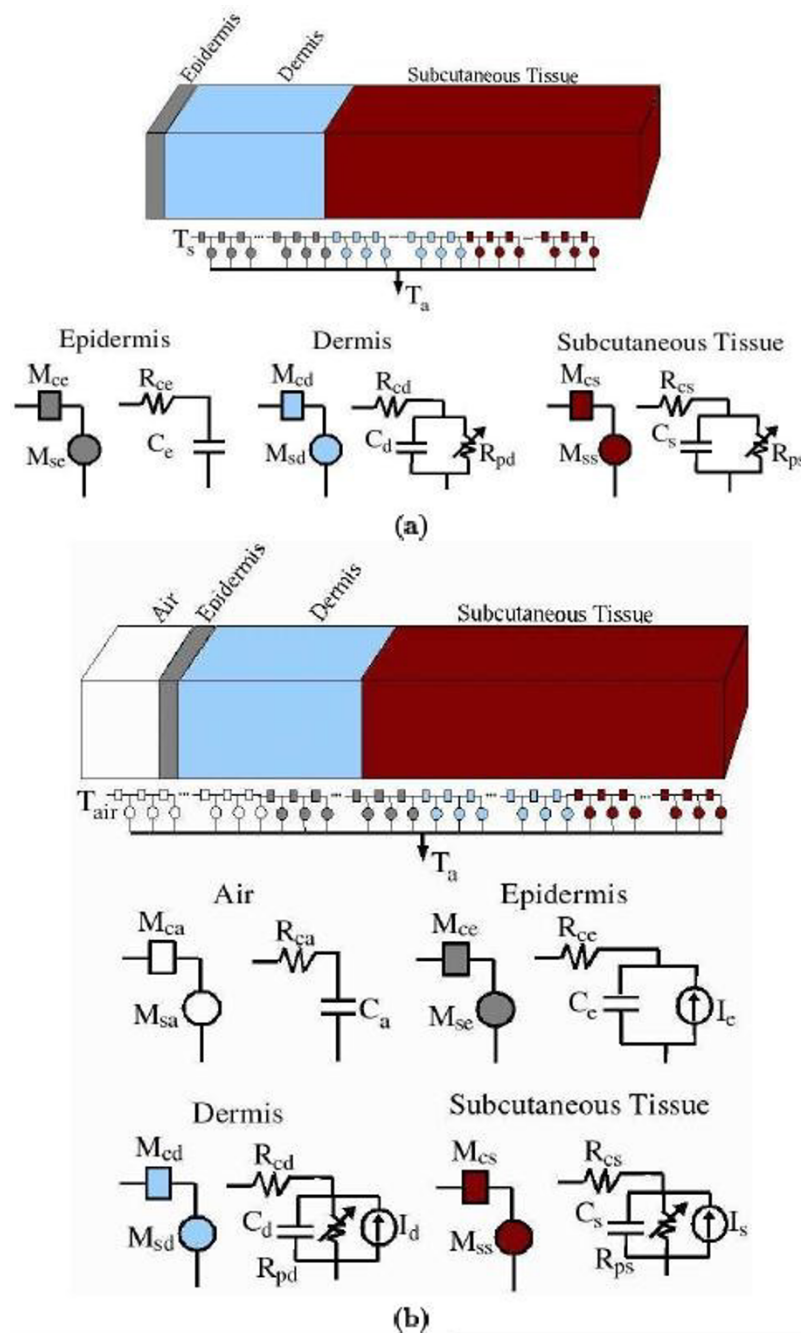 Epidermis
Dermis
Subcutaneous Tissue
Ts
Ta
Epidermis
Dermis
Subcutaneous Tissue
Mce
Rce
Mse
Ce
Mcd
Rcd
Msd
Cd
Rpd
Mcs
Rcs
Mss
Cs
Rps
(a)
Air
Epidermis
Dermis
Subcutaneous Tissue
Tair
Ta
Air
Epidermis
Mca
Rca
Msa
Ca
Mce
Rce
Mse
Ce
Ie
Dermis
Subcutaneous Tissue
Mcd
Rcd
Msd
Cd
Rpd
Id
Mcs
Rcs
Mss
Cs
Rps
Is
(b)